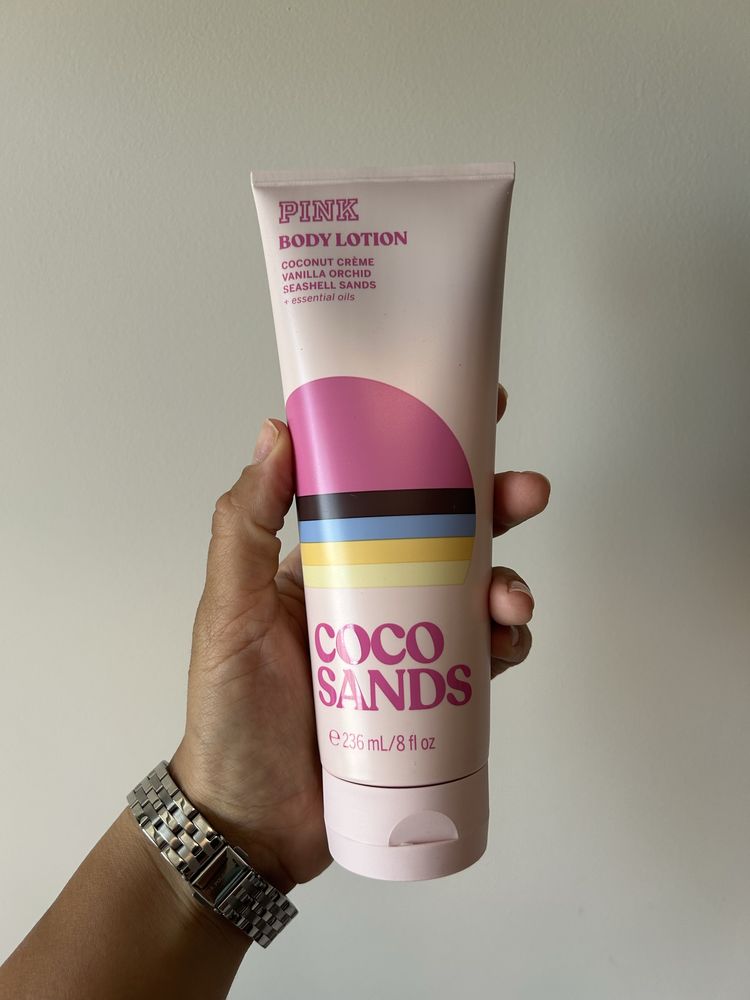 PINK
BODY LOTION
COCONUT CRÈME
VANILLA ORCHID
SEASHELL SANDS
+ essential oils
COCO
SANDS
℮ 236 mL/8 fl oz